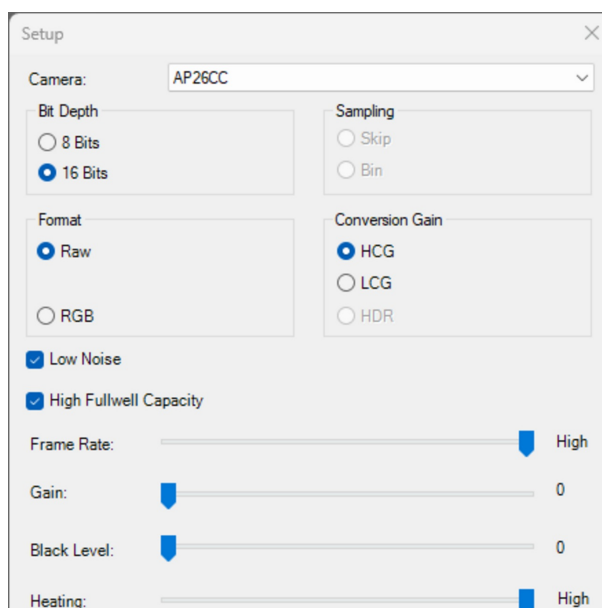 Setup
Camera: AP26CC
Bit Depth
8 Bits
16 Bits
Sampling
Skip
Bin
Format
Raw
RGB
Conversion Gain
HCG
LCG
HDR
Low Noise
High Fullwell Capacity
Frame Rate: High
Gain: 0
Black Level: 0
Heating: High